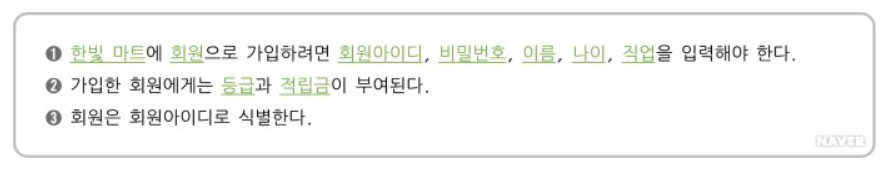 ❶ 한빛 마트에 회원으로 가입하려면 회원아이디, 비밀번호, 이름, 나이, 직업을 입력해야 한다.
❷ 가입한 회원에게는 등급과 적립금이 부여된다.
❸ 회원은 회원아이디로 식별한다.
NAVER